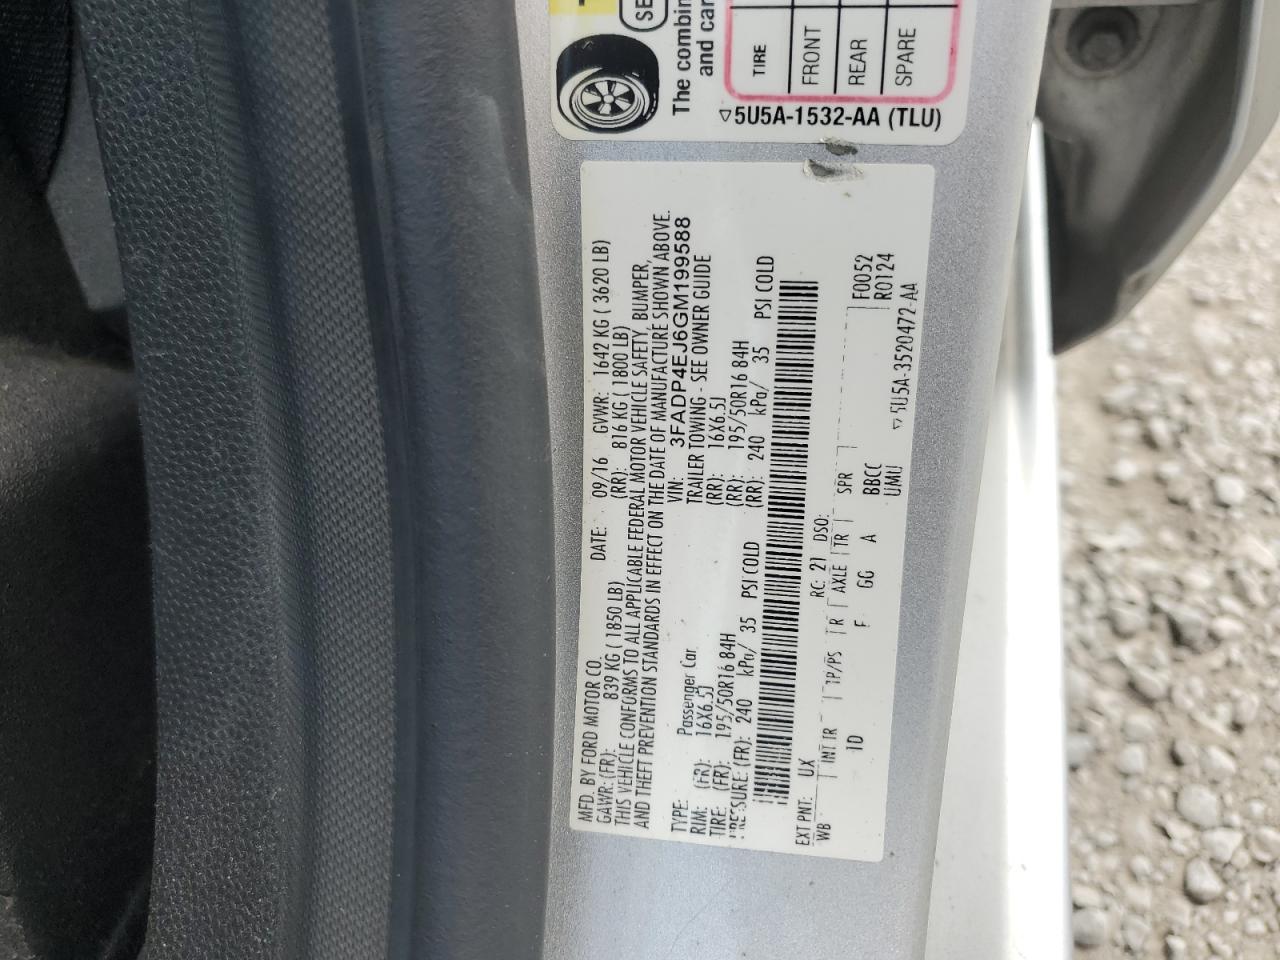 SE
The combin
and car
TIRE
FRONT
REAR
SPARE
5U5A-1532-AA (TLU)
MFD. BY FORD MOTOR CO.
DATE: 09/16 GVWR: 1642 KG ( 3620 LB)
GAWR: (FR): 839 KG ( 1850 LB) (RR): 816 KG ( 1800 LB)
THIS VEHICLE CONFORMS TO ALL APPLICABLE FEDERAL MOTOR VEHICLE SAFETY, BUMPER,
AND THEFT PREVENTION STANDARDS IN EFFECT ON THE DATE OF MANUFACTURE SHOWN ABOVE.
VIN: 3FADP4EJ6GM199588
TYPE: Passenger Car TRAILER TOWING - SEE OWNER GUIDE
RIM: (FR): 16X6.5J (RR): 16X6.5J
TIRE: (FR): 195/50R16 84H (RR): 195/50R16 84H
PRESSURE (FR): 240 kPa/ 35 PSI COLD (RR): 240 kPa/ 35 PSI COLD
EXT PNT: UX RC: 21 DSO:
WB INT TR TP/PS R AXLE TR SPR F0052
1D F GG A BBCC R0124
UMU
5U5A-3520472-AA